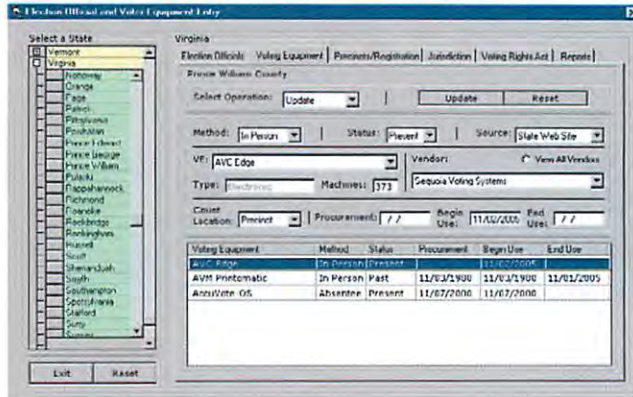 Election Official and Voter Equipment Entry
Select a State
Vermont
Virginia
Nottoway
Orange
Page
Patrick
Pittsylvania
Powhatan
Prince Edward
Prince George
Prince William
Pulaski
Rappahannock
Richmond
Roanoke
Rockbridge
Rockingham
Russell
Scott
Shenandoah
Smyth
Southampton
Spotsylvania
Stafford
Surry
Exit Reset
Virginia
Election Officials Voting Equipment Precincts/Registration Jurisdiction Voting Rights Act Reports
Prince William County
Select Operation: Update Update Reset
Method: In Person Status: Present Source: State Web Site
VE: AVC Edge Vendor: View All Vendors
Type: Electronic Machines: 373 Sequoia Voting Systems
Count Location: Precinct Procurement: / / Begin Use: 11/02/2005 End Use: / /
Voting Equipment Method Status Procurement Begin Use End Use
AVC Edge In Person Present 11/02/2005
AVM Printomatic In Person Past 11/03/1980 11/03/1980 11/01/2005
AccuVote OS Absentee Present 11/07/2000 11/07/2000